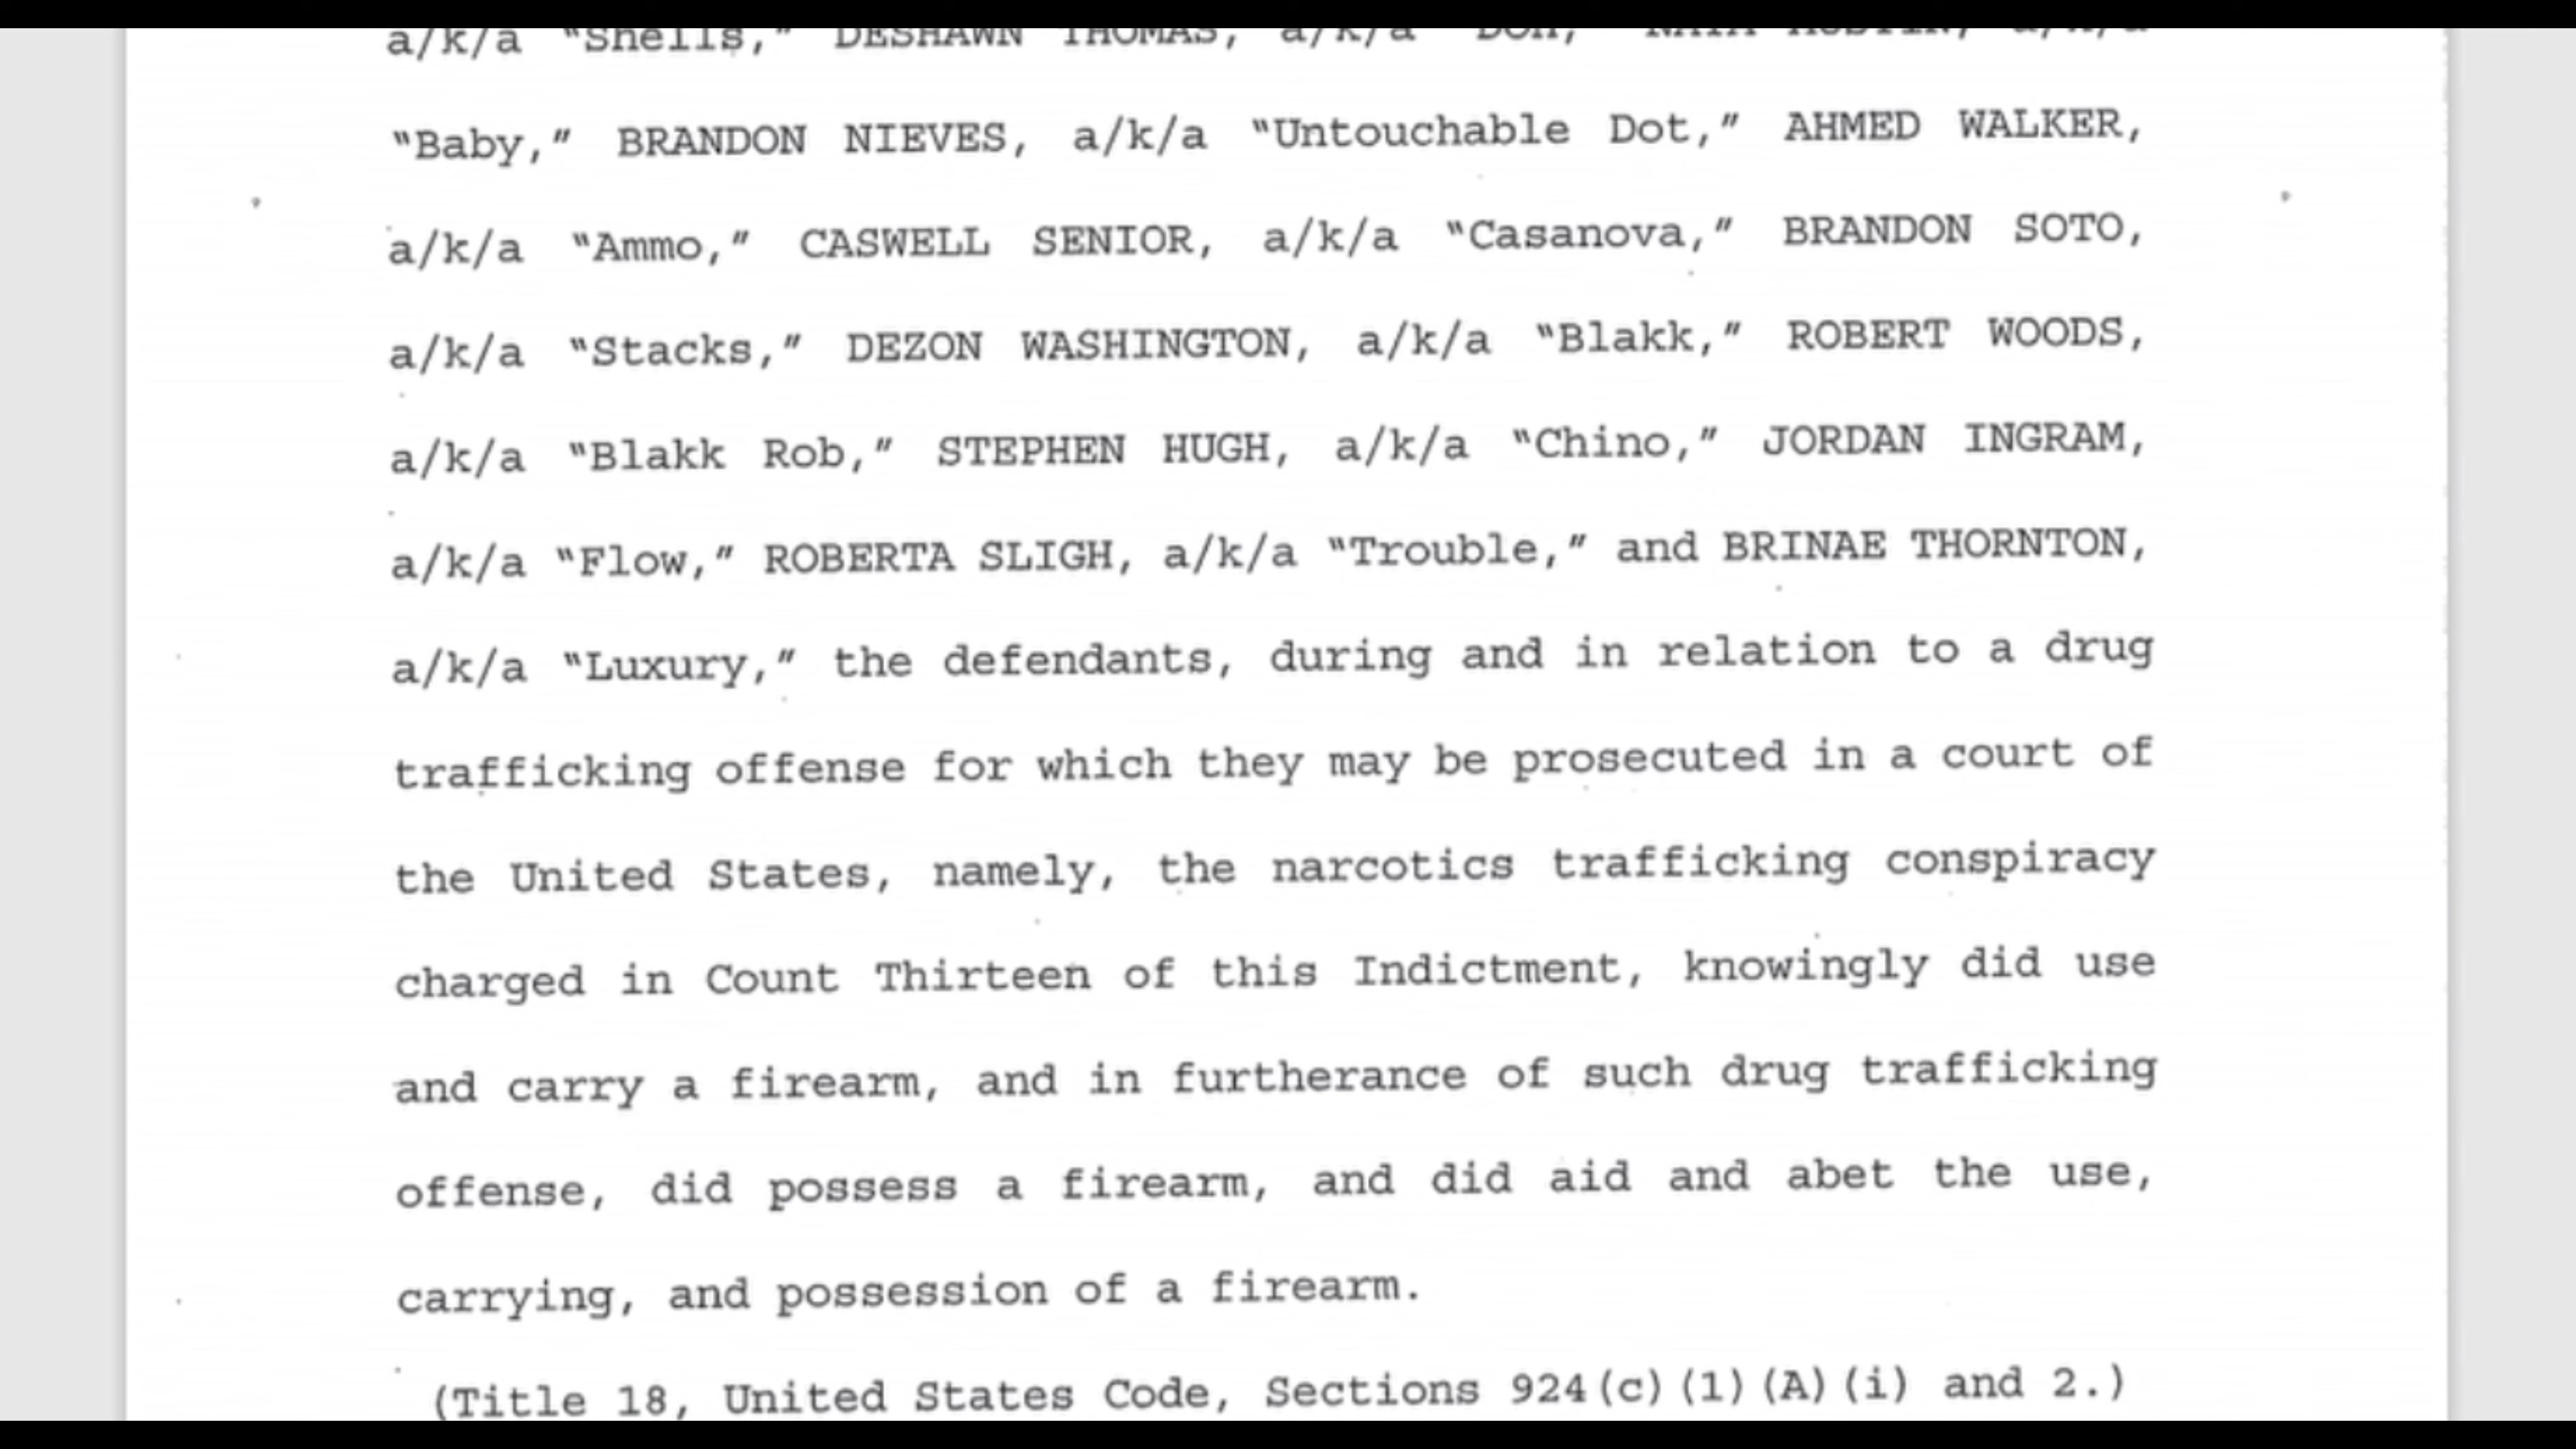 a/k/a “Shells,” DESHAWN THOMAS, a/k/a
“Baby,” BRANDON NIEVES, a/k/a “Untouchable Dot,” AHMED WALKER,
a/k/a “Ammo,” CASWELL SENIOR, a/k/a “Casanova,” BRANDON SOTO,
a/k/a “Stacks,” DEZON WASHINGTON, a/k/a “Blakk,” ROBERT WOODS,
a/k/a “Blakk Rob,” STEPHEN HUGH, a/k/a “Chino,” JORDAN INGRAM,
a/k/a “Flow,” ROBERTA SLIGH, a/k/a “Trouble,” and BRINAE THORNTON,
a/k/a “Luxury,” the defendants, during and in relation to a drug
trafficking offense for which they may be prosecuted in a court of
the United States, namely, the narcotics trafficking conspiracy
charged in Count Thirteen of this Indictment, knowingly did use
and carry a firearm, and in furtherance of such drug trafficking
offense, did possess a firearm, and did aid and abet the use,
carrying, and possession of a firearm.
(Title 18, United States Code, Sections 924(c)(1)(A)(i) and 2.)